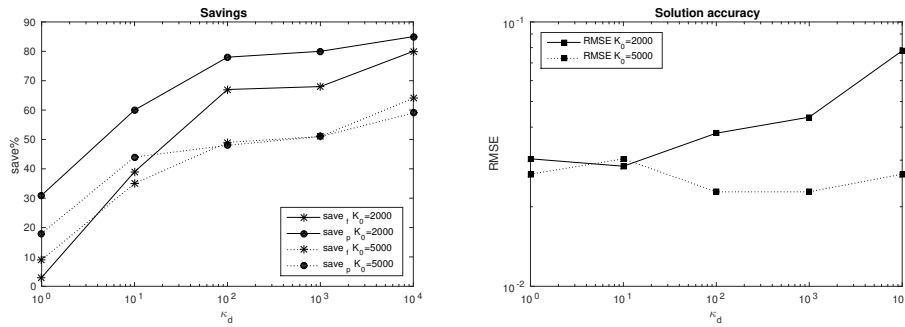 Savings
90
80
70
60
50
40
30
20
10
0
save%
10^0 10^1 10^2 10^3 10^4
κ_d
save_f K_0=2000
save_p K_0=2000
save_f K_0=5000
save_p K_0=5000
Solution accuracy
10^-1
10^-2
RMSE
10^0 10^1 10^2 10^3 10^4
κ_d
RMSE K_0=2000
RMSE K_0=5000